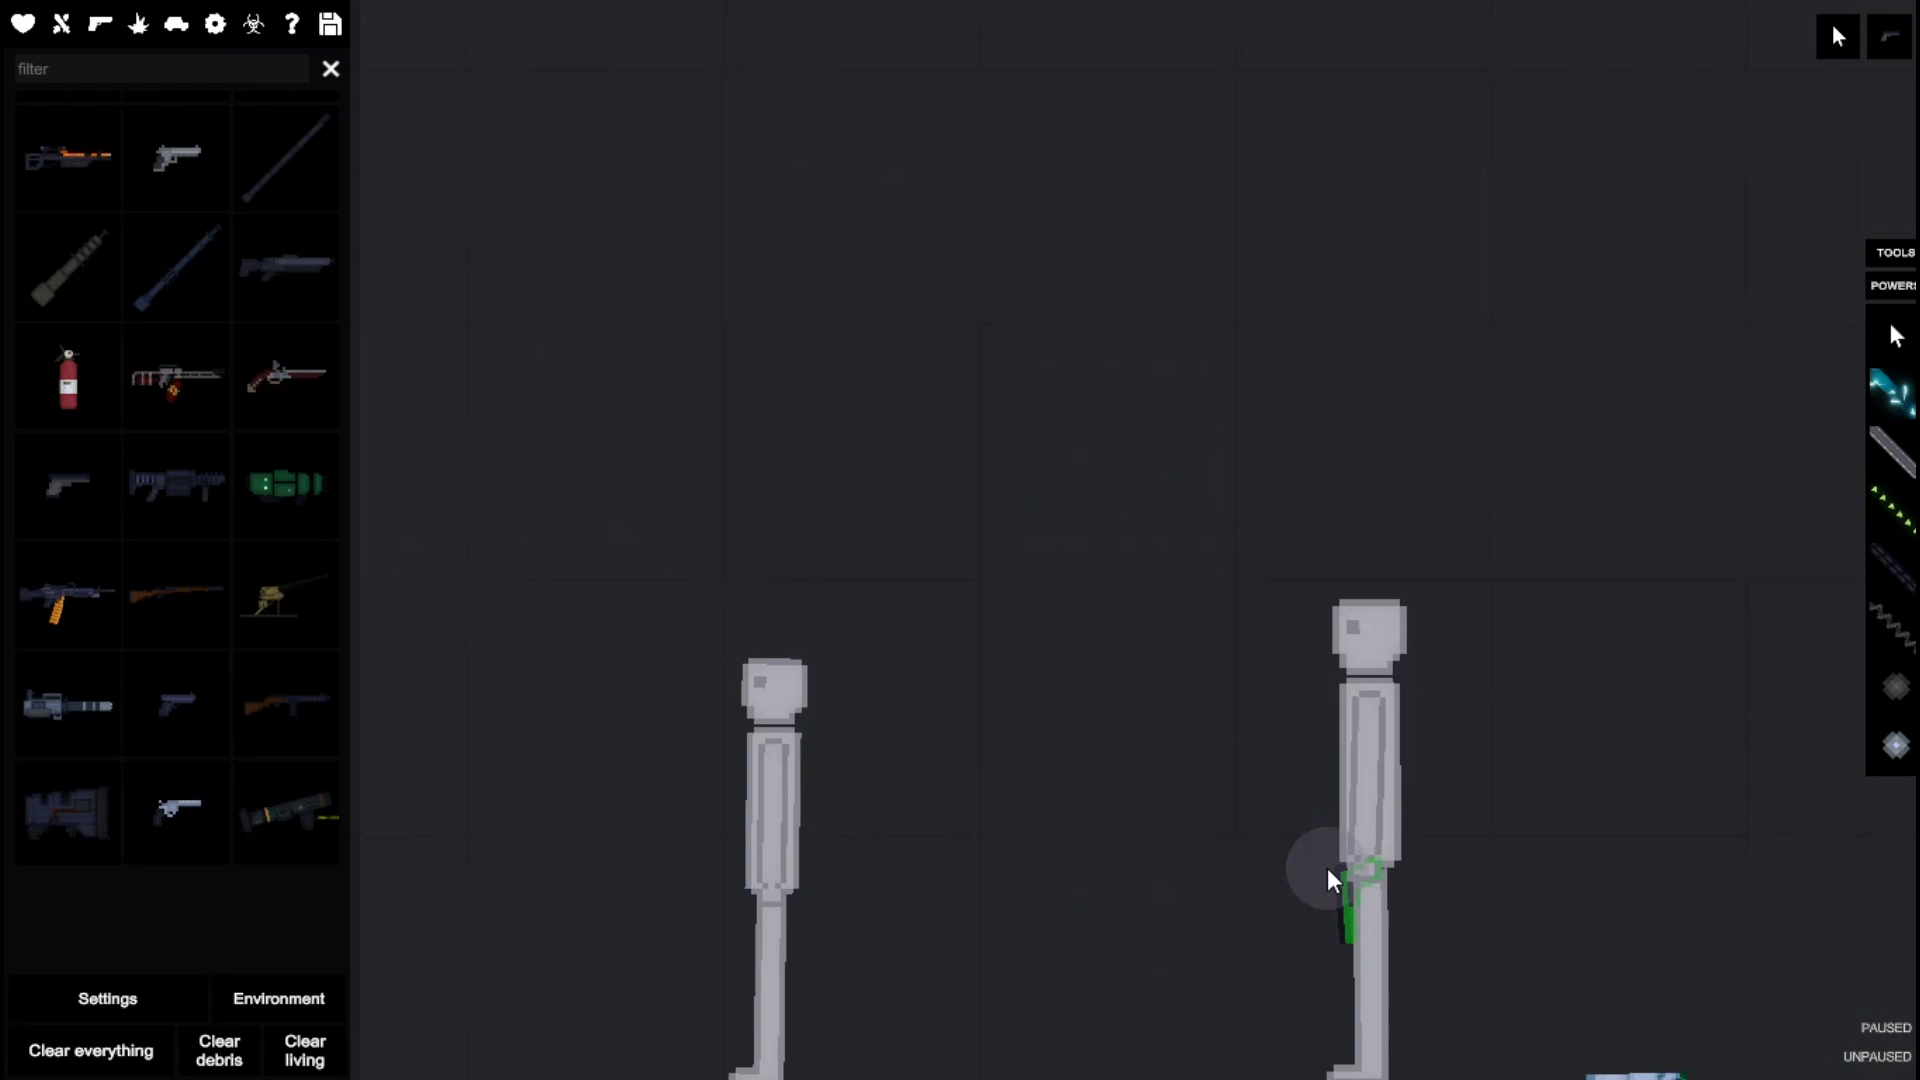 filter
TOOLS
POWERS
Settings
Environment
Clear everything
Clear
debris
Clear
living
PAUSED
UNPAUSED